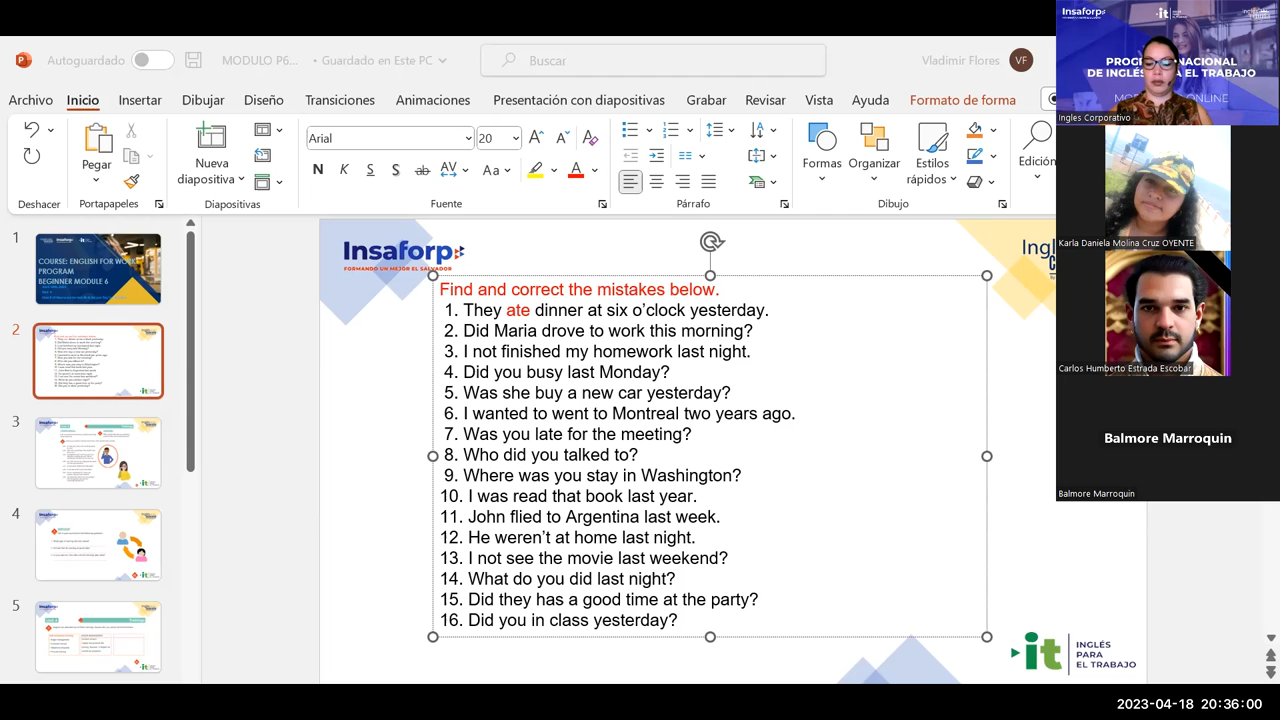 Autoguardado
MODULO P6... • Guardado en Este PC
Buscar
Vladimir Flores
VF
Archivo Inicio Insertar Dibujar Diseño Transiciones Animaciones Presentación con diapositivas Grabar Revisar Vista Ayuda Formato de forma
Pegar
Nueva
diapositiva
Arial
20
Formas
Organizar
Estilos
rápidos
Edición
Deshacer
Portapapeles
Diapositivas
Fuente
Párrafo
Dibujo
1
COURSE: ENGLISH FOR WORK
PROGRAM
BEGINNER MODULE 6
2
3
4
5
Insaforp
FORMANDO UN MEJOR EL SALVADOR
Find and correct the mistakes below.
1. They ate dinner at six o'clock yesterday.
2. Did Maria drove to work this morning?
3. I not finished my homework last night.
4. Did you busy last Monday?
5. Was she buy a new car yesterday?
6. I wanted to went to Montreal two years ago.
7. Was you late for the meeting?
8. Who did you talked to?
9. Where was you stay in Washington?
10. I was read that book last year.
11. John flied to Argentina last week.
12. He weren't at home last night.
13. I not see the movie last weekend?
14. What do you did last night?
15. Did they has a good time at the party?
16. Did you in class yesterday?
it
INGLÉS
PARA
EL TRABAJO
Insaforp
it
Ingles Corporativo
Karla Daniela Molina Cruz OYENTE
Carlos Humberto Estrada Escobar
Balmore Marroquin
Balmore Marroquin
2023-04-18 20:36:00